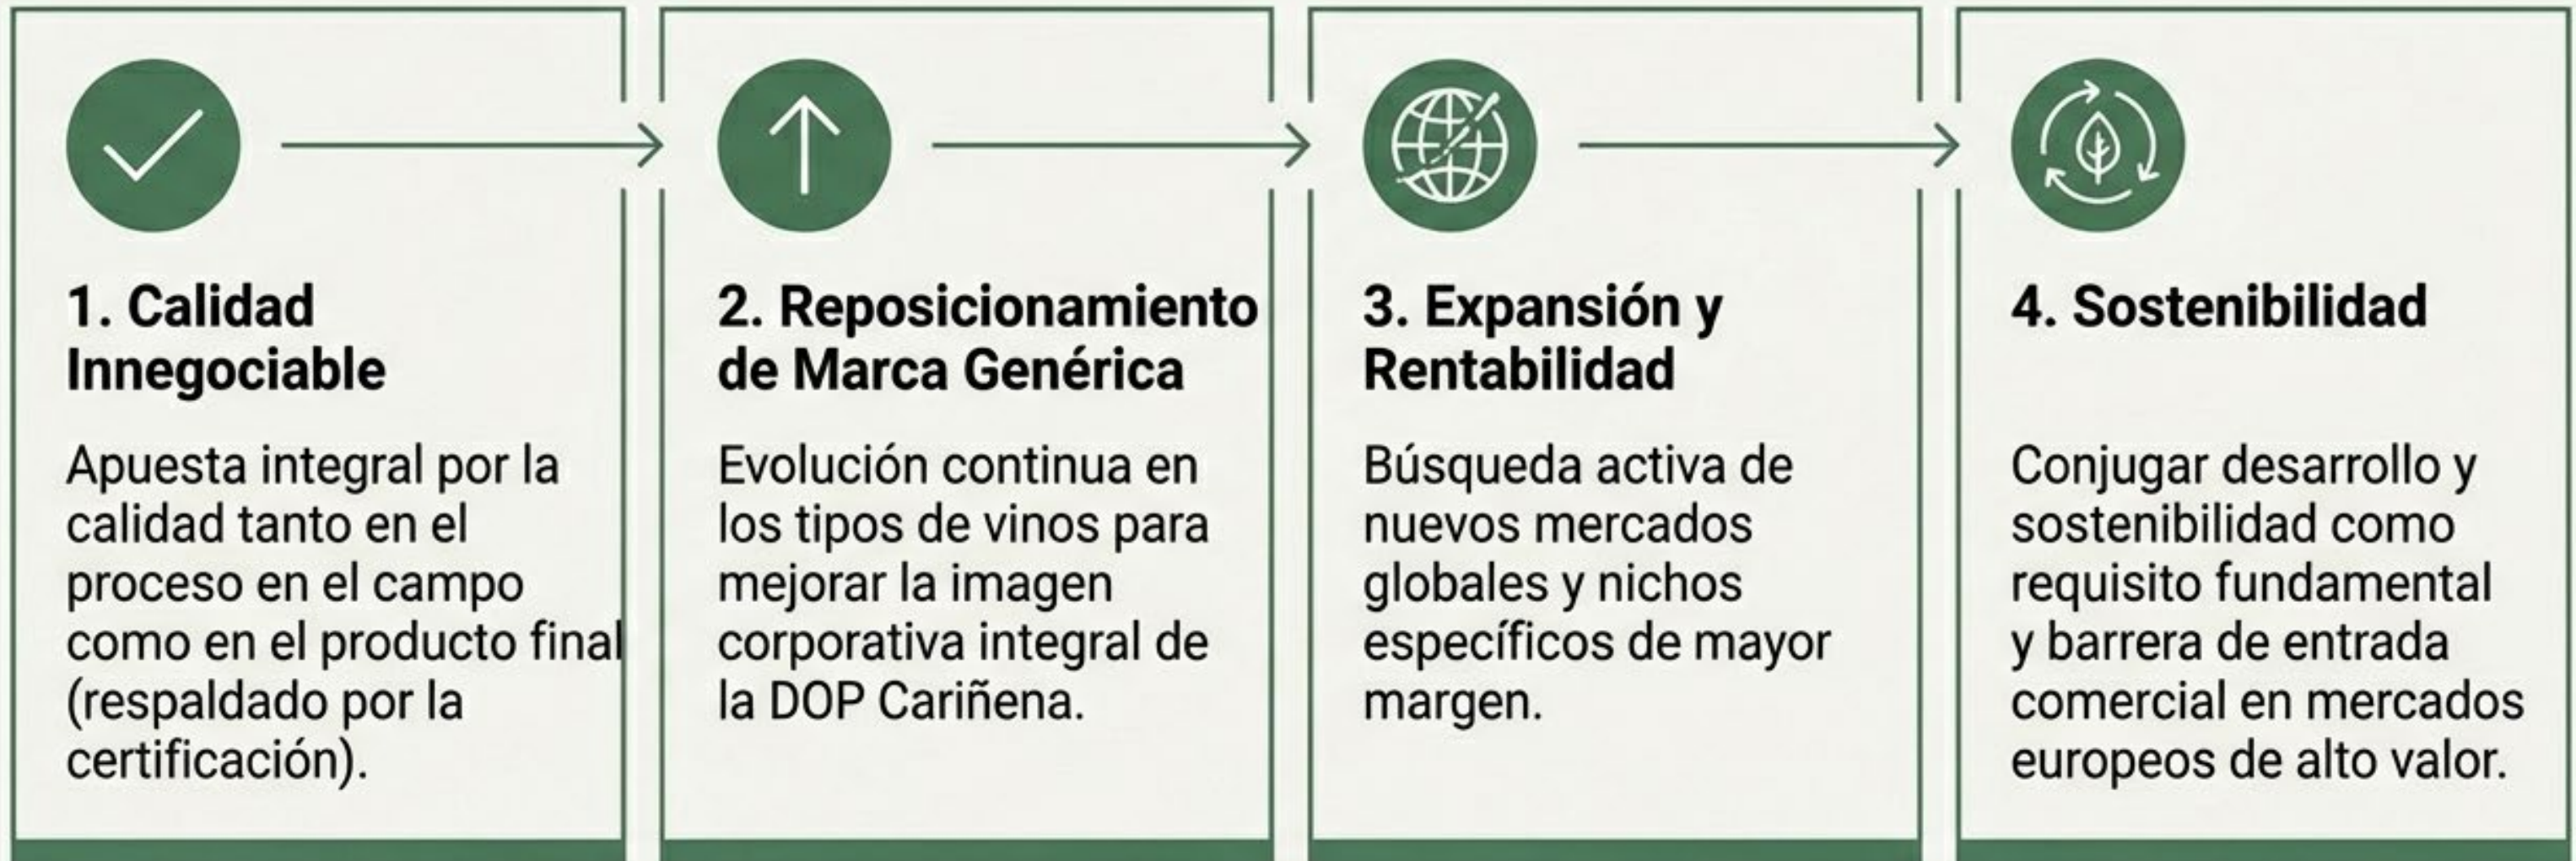 1. Calidad
Innegociable
Apuesta integral por la
calidad tanto en el
proceso en el campo
como en el producto final
(respaldado por la
certificación).
2. Reposicionamiento
de Marca Genérica
Evolución continua en
los tipos de vinos para
mejorar la imagen
corporativa integral de
la DOP Cariñena.
3. Expansión y
Rentabilidad
Búsqueda activa de
nuevos mercados
globales y nichos
específicos de mayor
margen.
4. Sostenibilidad
Conjugar desarrollo y
sostenibilidad como
requisito fundamental
y barrera de entrada
comercial en mercados
europeos de alto valor.